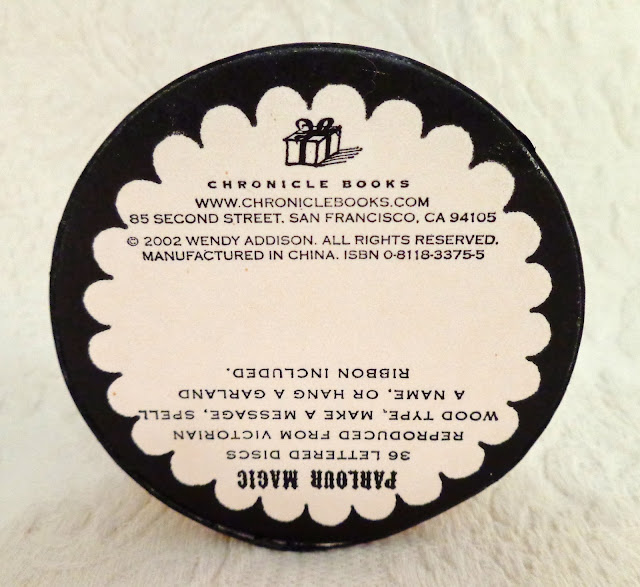 CHRONICLE BOOKS
WWW.CHRONICLEBOOKS.COM
85 SECOND STREET. SAN FRANCISCO, CA 94105
© 2002 WENDY ADDISON. ALL RIGHTS RESERVED.
MANUFACTURED IN CHINA. ISBN 0-8118-3375-5
PARLOUR MAGIC
36 LETTERED DISCS
REPRODUCED FROM VICTORIAN
WOOD TYPE, MAKE A MESSAGE, SPELL
A NAME, OR HANG A GARLAND
RIBBON INCLUDED.